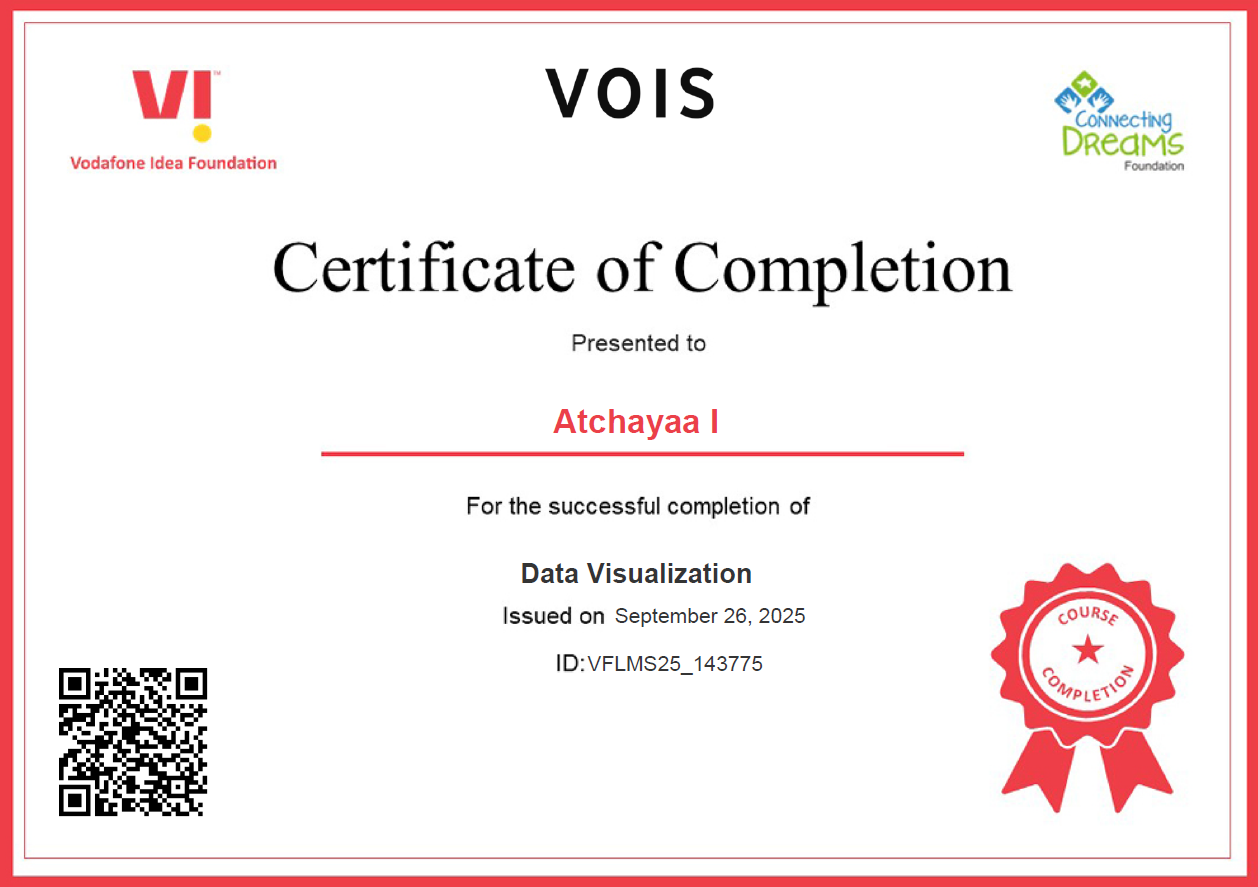 VI™
Vodafone Idea Foundation
VOIS
Connecting
Dreams
Foundation
Certificate of Completion
Presented to
Atchayaa I
For the successful completion of
Data Visualization
Issued on September 26, 2025
ID:VFLMS25_143775
COURSE
COMPLETION